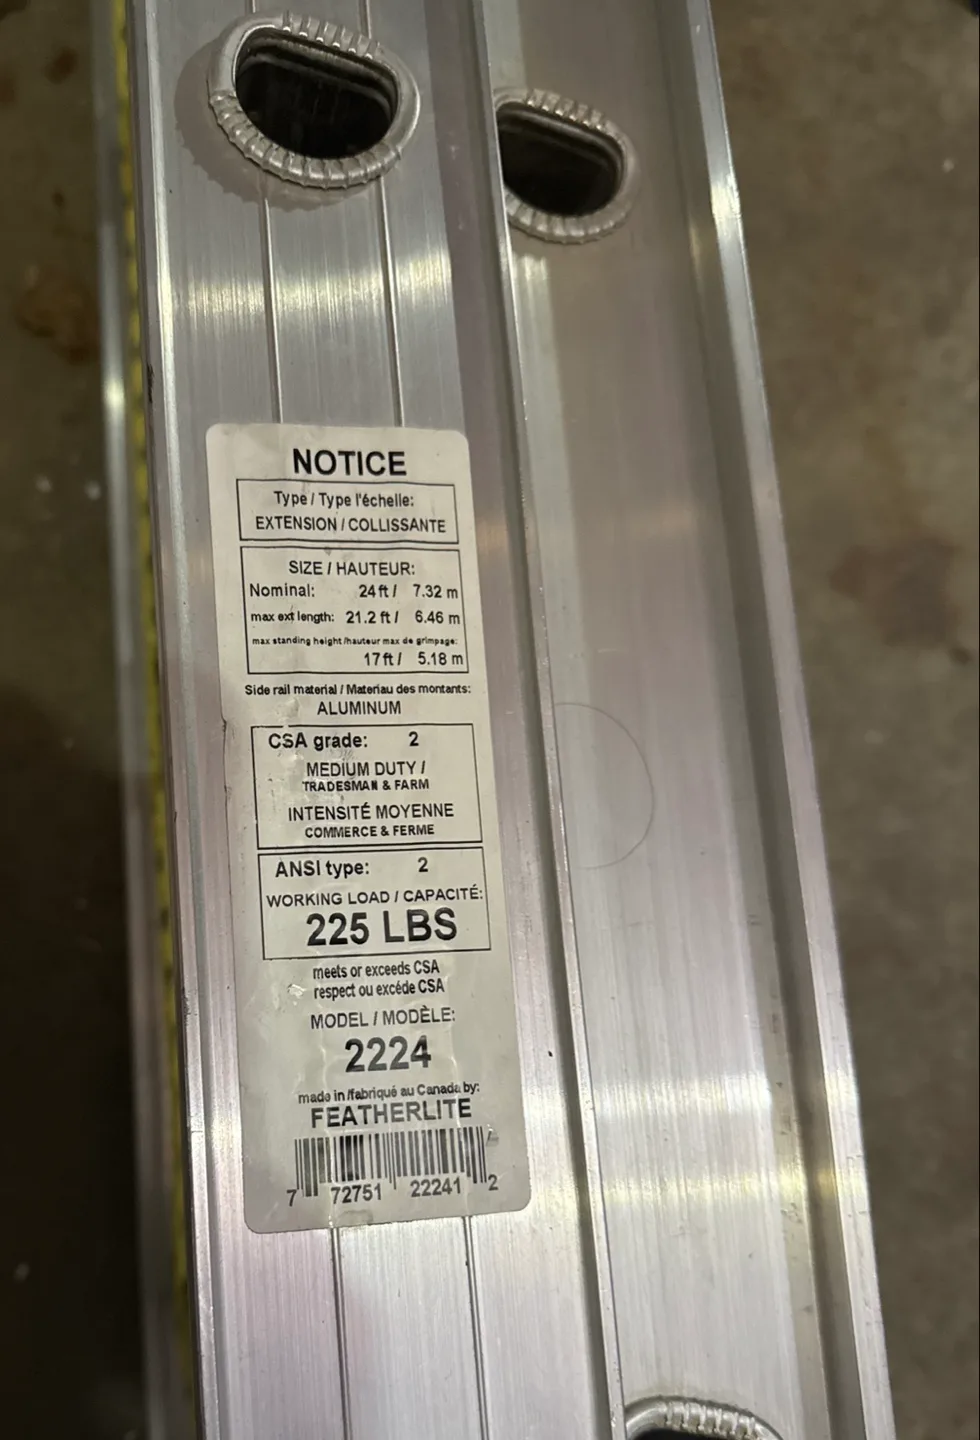 NOTICE
Type / Type l'échelle:
EXTENSION / COLLISSANTE
SIZE / HAUTEUR:
Nominal: 24 ft / 7.32 m
max ext length: 21.2 ft / 6.46 m
max standing height /hauteur max de grimpage:
17 ft / 5.18 m
Side rail material / Materiau des montants:
ALUMINUM
CSA grade: 2
MEDIUM DUTY /
TRADESMAN & FARM
INTENSITÉ MOYENNE
COMMERCE & FERME
ANSI type: 2
WORKING LOAD / CAPACITÉ:
225 LBS
meets or exceeds CSA
respect ou excéde CSA
MODEL / MODÈLE:
2224
made in /fabriqué au Canada by:
FEATHERLITE
7 72751 22241 2